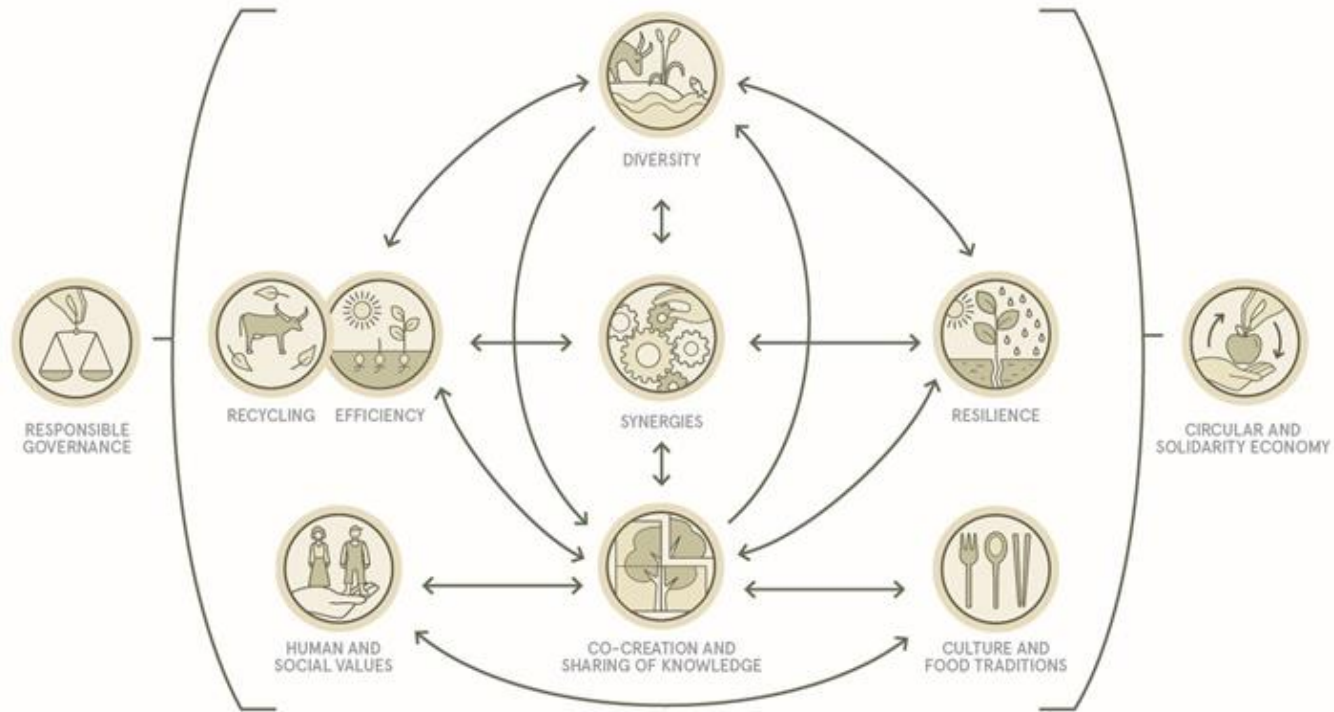 DIVERSITY
RECYCLING
EFFICIENCY
SYNERGIES
RESILIENCE
RESPONSIBLE
GOVERNANCE
CIRCULAR AND
SOLIDARITY ECONOMY
HUMAN AND
SOCIAL VALUES
CO-CREATION AND
SHARING OF KNOWLEDGE
CULTURE AND
FOOD TRADITIONS